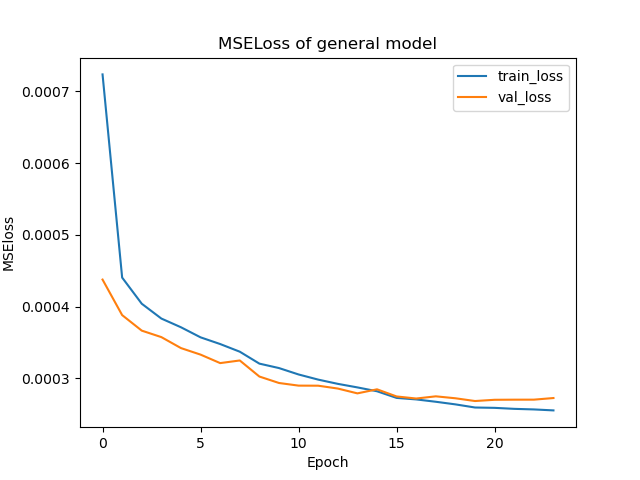 MSELoss of general model
train_loss
val_loss
0.0007
0.0006
0.0005
0.0004
0.0003
MSEloss
0
5
10
15
20
Epoch